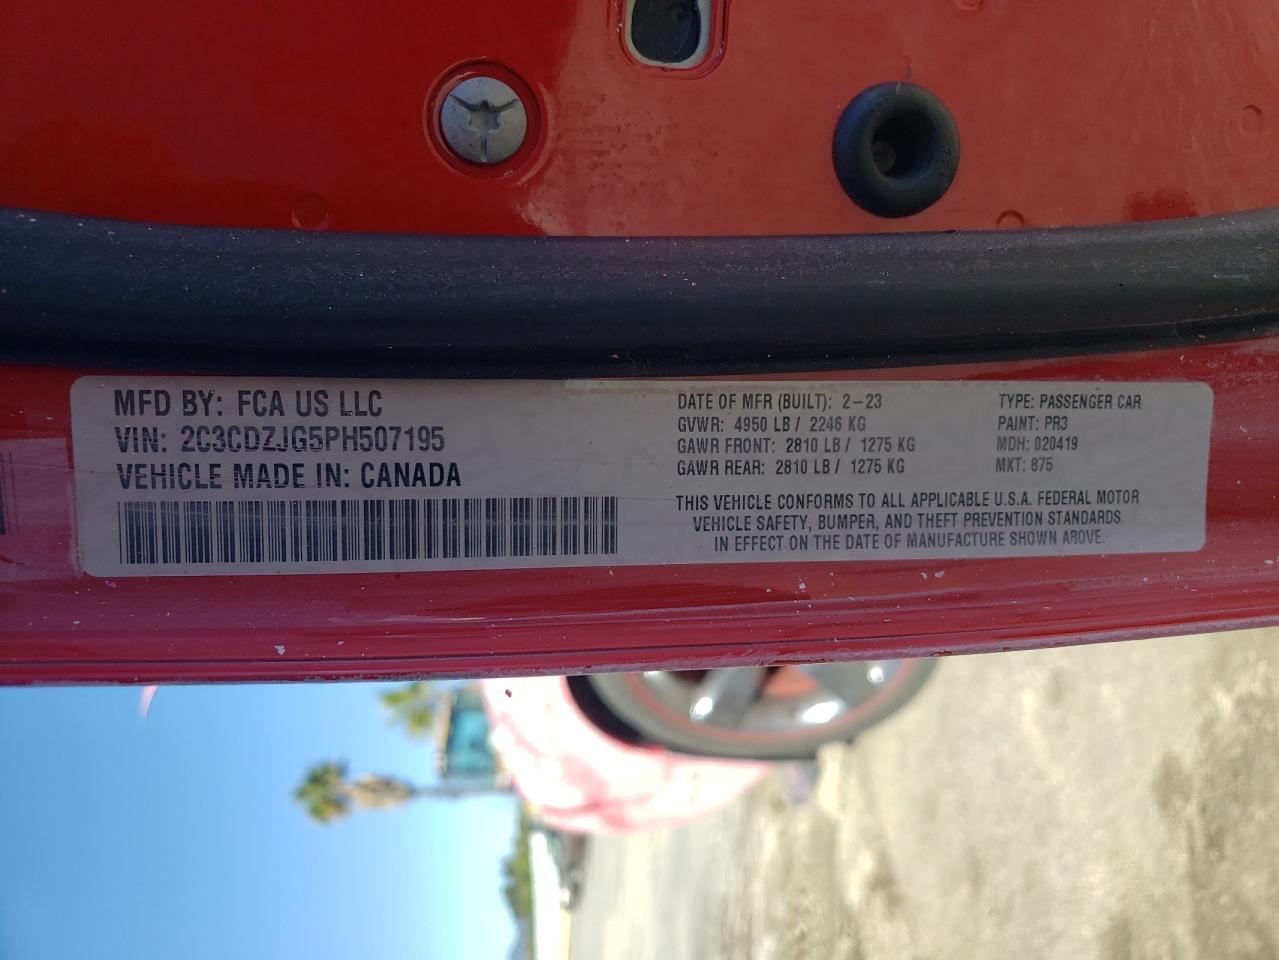 MFD BY: FCA US LLC
VIN: 2C3CDZJG5PH507195
VEHICLE MADE IN: CANADA
DATE OF MFR (BUILT): 2-23
GVWR: 4950 LB / 2246 KG
GAWR FRONT: 2810 LB / 1275 KG
GAWR REAR: 2810 LB / 1275 KG
TYPE: PASSENGER CAR
PAINT: PR3
MDH: 020419
MKT: 875
THIS VEHICLE CONFORMS TO ALL APPLICABLE U.S.A. FEDERAL MOTOR
VEHICLE SAFETY, BUMPER, AND THEFT PREVENTION STANDARDS
IN EFFECT ON THE DATE OF MANUFACTURE SHOWN ABOVE.